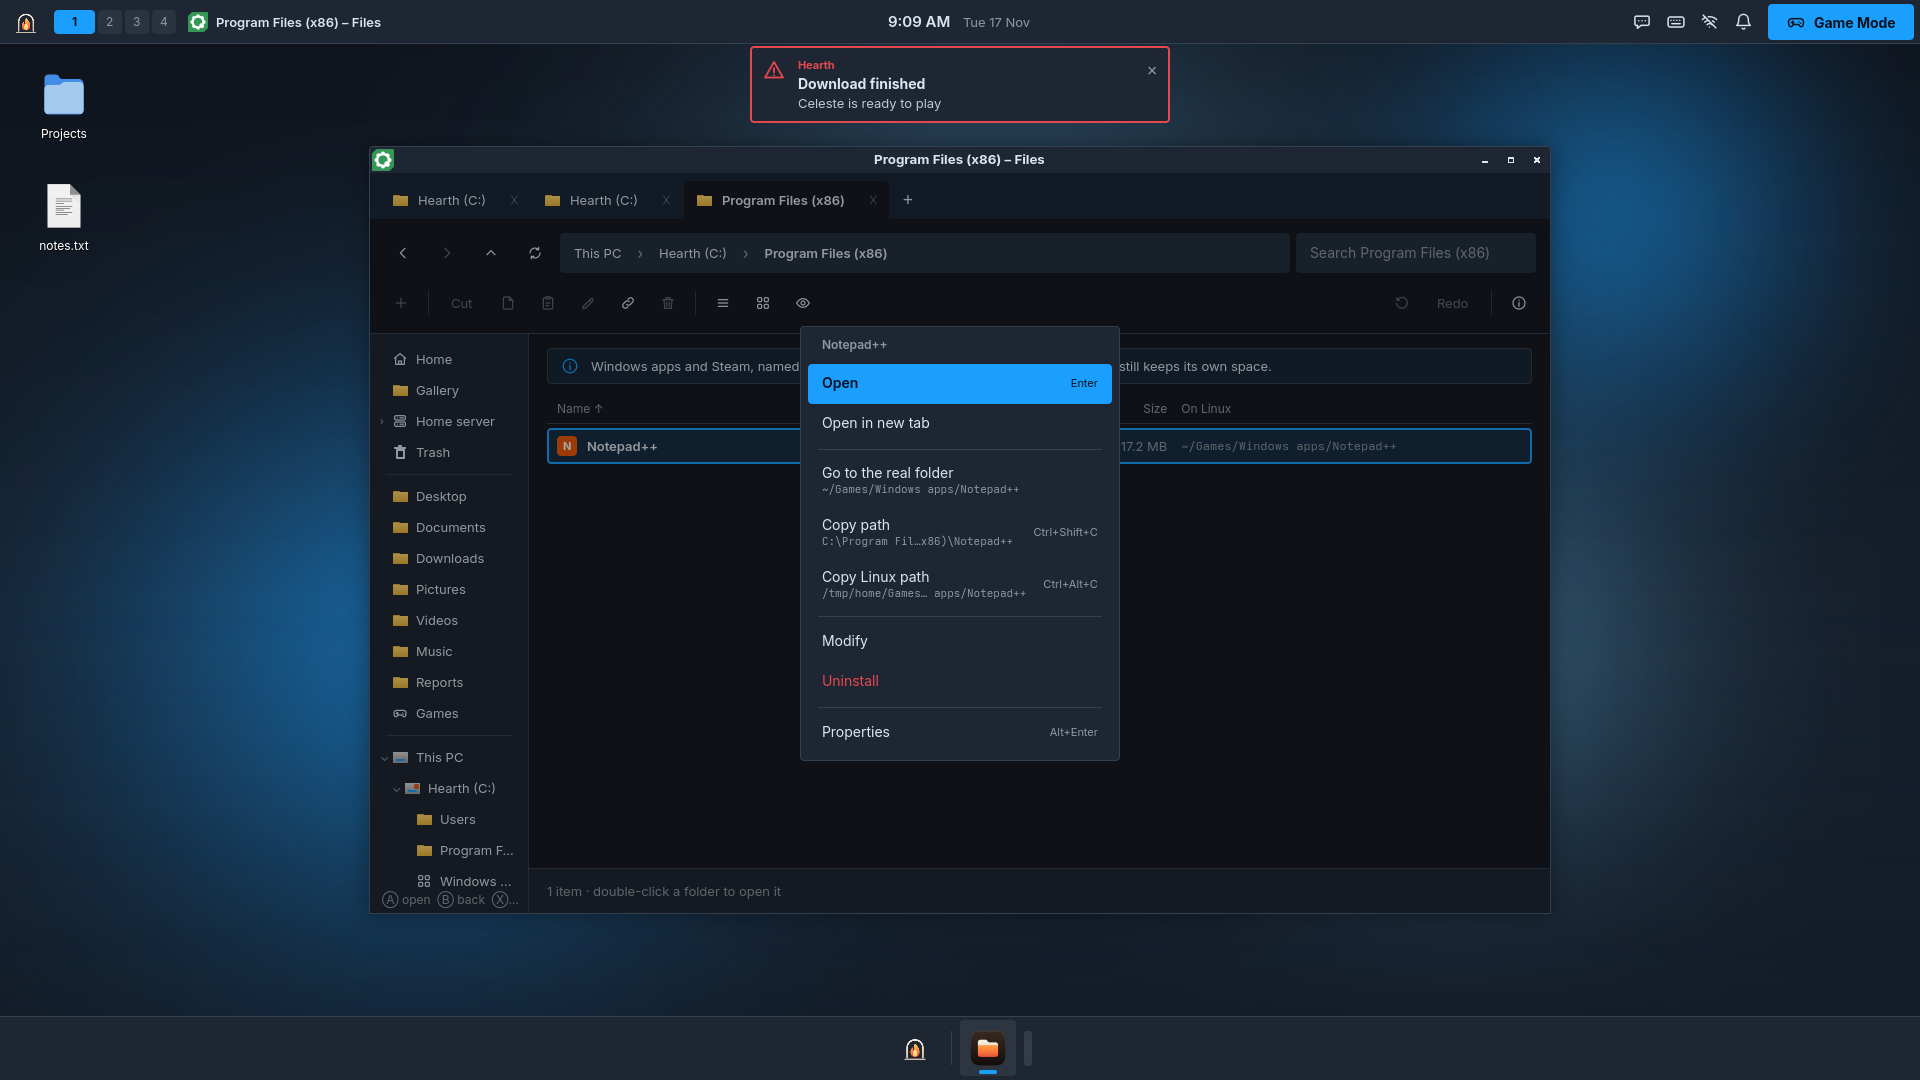 1 2 3 4 Program Files (x86) – Files 9:09 AM Tue 17 Nov Game Mode
Hearth
Download finished
Celeste is ready to play
Projects
notes.txt
Program Files (x86) – Files
Hearth (C:) X Hearth (C:) X Program Files (x86) X +
This PC › Hearth (C:) › Program Files (x86) Search Program Files (x86)
Cut Redo
Home
Gallery
Home server
Trash
Desktop
Documents
Downloads
Pictures
Videos
Music
Reports
Games
This PC
Hearth (C:)
Users
Program F...
Windows ...
A open B back X...
Windows apps and Steam, named still keeps its own space.
Name ↑ Size On Linux
N Notepad++ 17.2 MB ~/Games/Windows apps/Notepad++
Notepad++
Open Enter
Open in new tab
Go to the real folder
~/Games/Windows apps/Notepad++
Copy path Ctrl+Shift+C
C:\Program Fil…x86)\Notepad++
Copy Linux path Ctrl+Alt+C
/tmp/home/Games… apps/Notepad++
Modify
Uninstall
Properties Alt+Enter
1 item · double-click a folder to open it